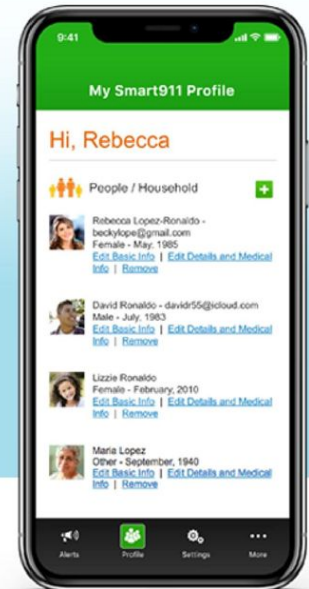 9:41
My Smart911 Profile
Hi, Rebecca
People / Household
Rebecca Lopez-Ronaldo -
beckylope@gmail.com
Female - May. 1985
Edit Basic Info | Edit Details and Medical
Info | Remove
David Ronaldo - davidr55@icloud.com
Male - July, 1983
Edit Basic Info | Edit Details and Medical
Info | Remove
Lizzie Ronaldo
Female - February, 2010
Edit Basic Info | Edit Details and Medical
Info | Remove
Maria Lopez
Other - September, 1940
Edit Basic Info | Edit Details and Medical
Info | Remove
Alerts Profile Settings More